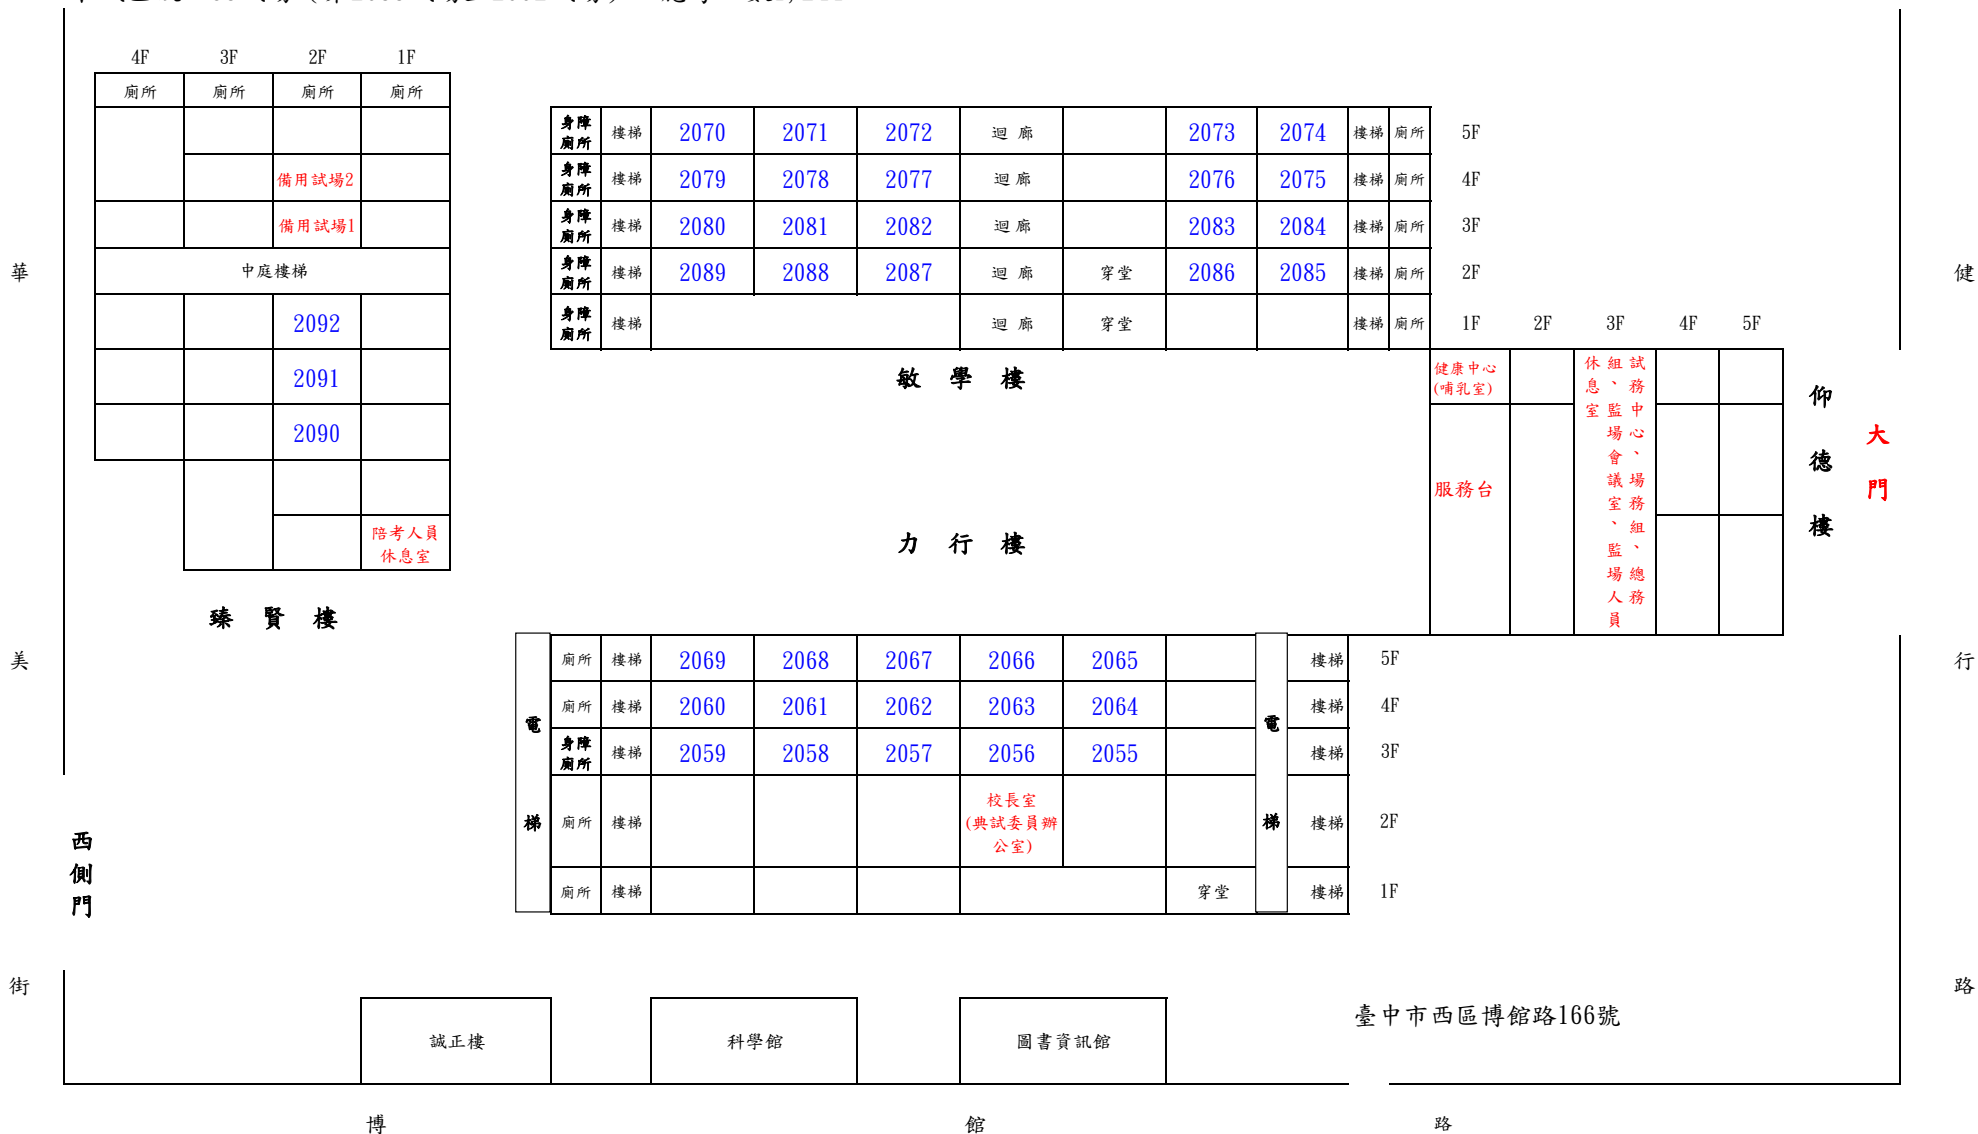 4F 3F 2F 1F
廁所 廁所 廁所 廁所
備用試場2
備用試場1
中庭樓梯
2092
2091
2090
陪考人員
休息室
臻賢樓
身障廁所 樓梯 2070 2071 2072 迴廊 2073 2074 樓梯 廁所 5F
身障廁所 樓梯 2079 2078 2077 迴廊 2076 2075 樓梯 廁所 4F
身障廁所 樓梯 2080 2081 2082 迴廊 2083 2084 樓梯 廁所 3F
身障廁所 樓梯 2089 2088 2087 迴廊 穿堂 2086 2085 樓梯 廁所 2F
身障廁所 樓梯 迴廊 穿堂 樓梯 廁所 1F 2F 3F 4F 5F
敏學樓
健康中心
(哺乳室)
服務台
試務中心、場務組、總務
組、監場會議室、監場人員
休息室
仰德樓
大門
力行樓
電梯
廁所 樓梯 2069 2068 2067 2066 2065 樓梯 5F
廁所 樓梯 2060 2061 2062 2063 2064 樓梯 4F
身障廁所 樓梯 2059 2058 2057 2056 2055 樓梯 3F
廁所 樓梯 校長室
(典試委員辦
公室)
樓梯 2F
廁所 樓梯 穿堂 樓梯 1F
電梯
西側門
誠正樓 科學館 圖書資訊館
臺中市西區博館路166號
華美街
健行路
博館路